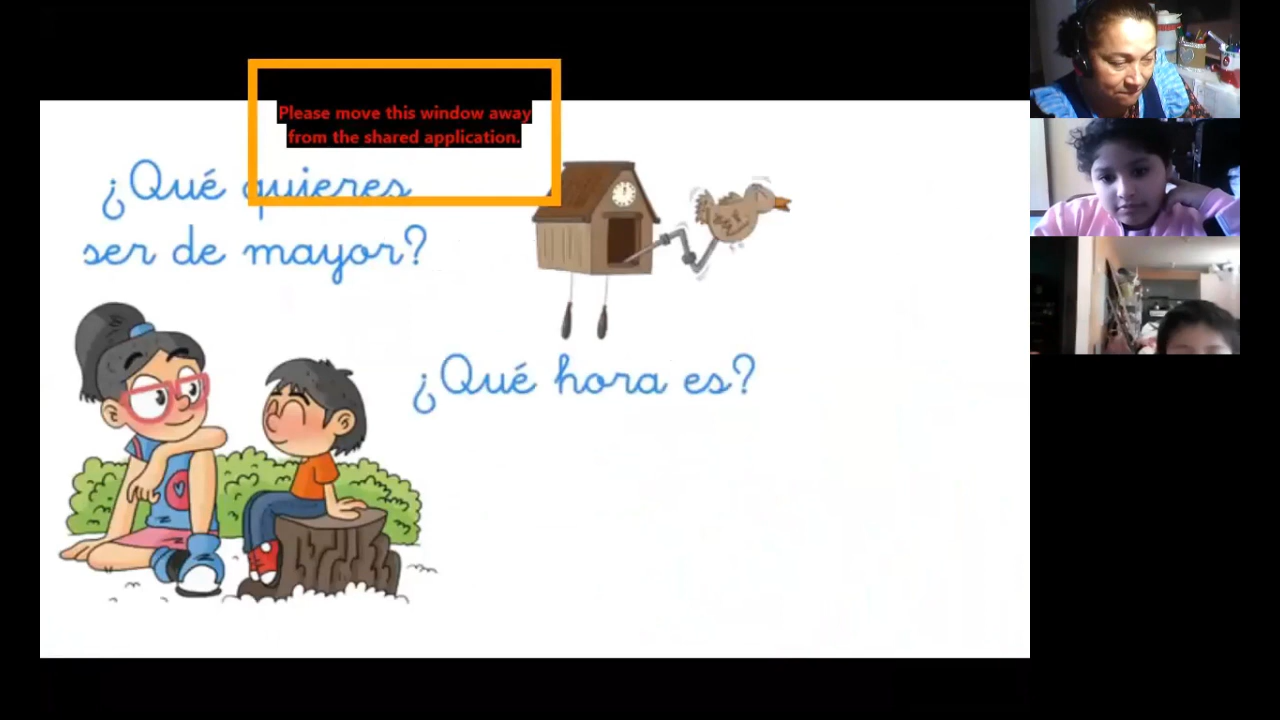 Please move this window away
from the shared application.
¿Qué quieres
ser de mayor?
¿Qué hora es?